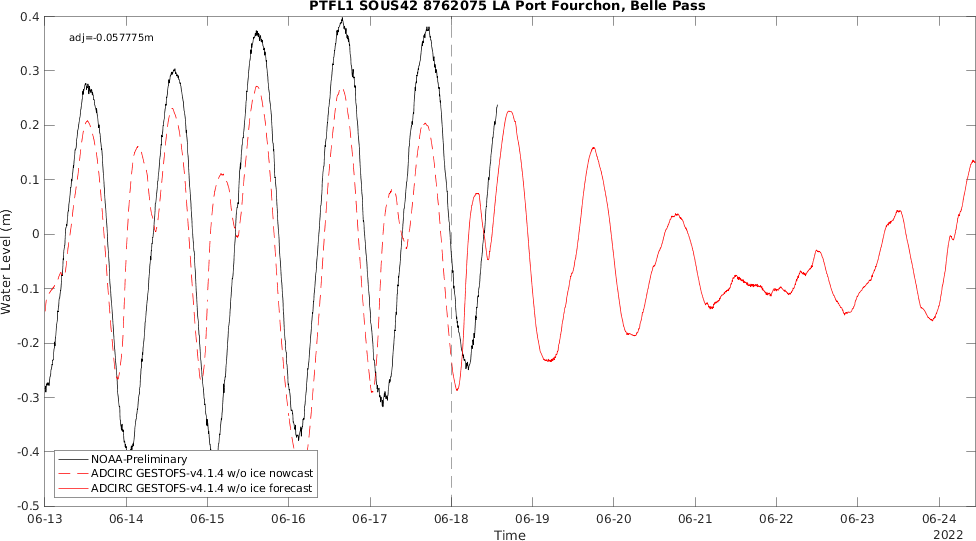 PTFL1 SOUS42 8762075 LA Port Fourchon, Belle Pass
adj=-0.057775m
0.4
0.3
0.2
0.1
0
-0.1
-0.2
-0.3
-0.4
-0.5
Water Level (m)
NOAA-Preliminary
ADCIRC GESTOFS-v4.1.4 w/o ice nowcast
ADCIRC GESTOFS-v4.1.4 w/o ice forecast
06-13 06-14 06-15 06-16 06-17 06-18 06-19 06-20 06-21 06-22 06-23 06-24
2022
Time